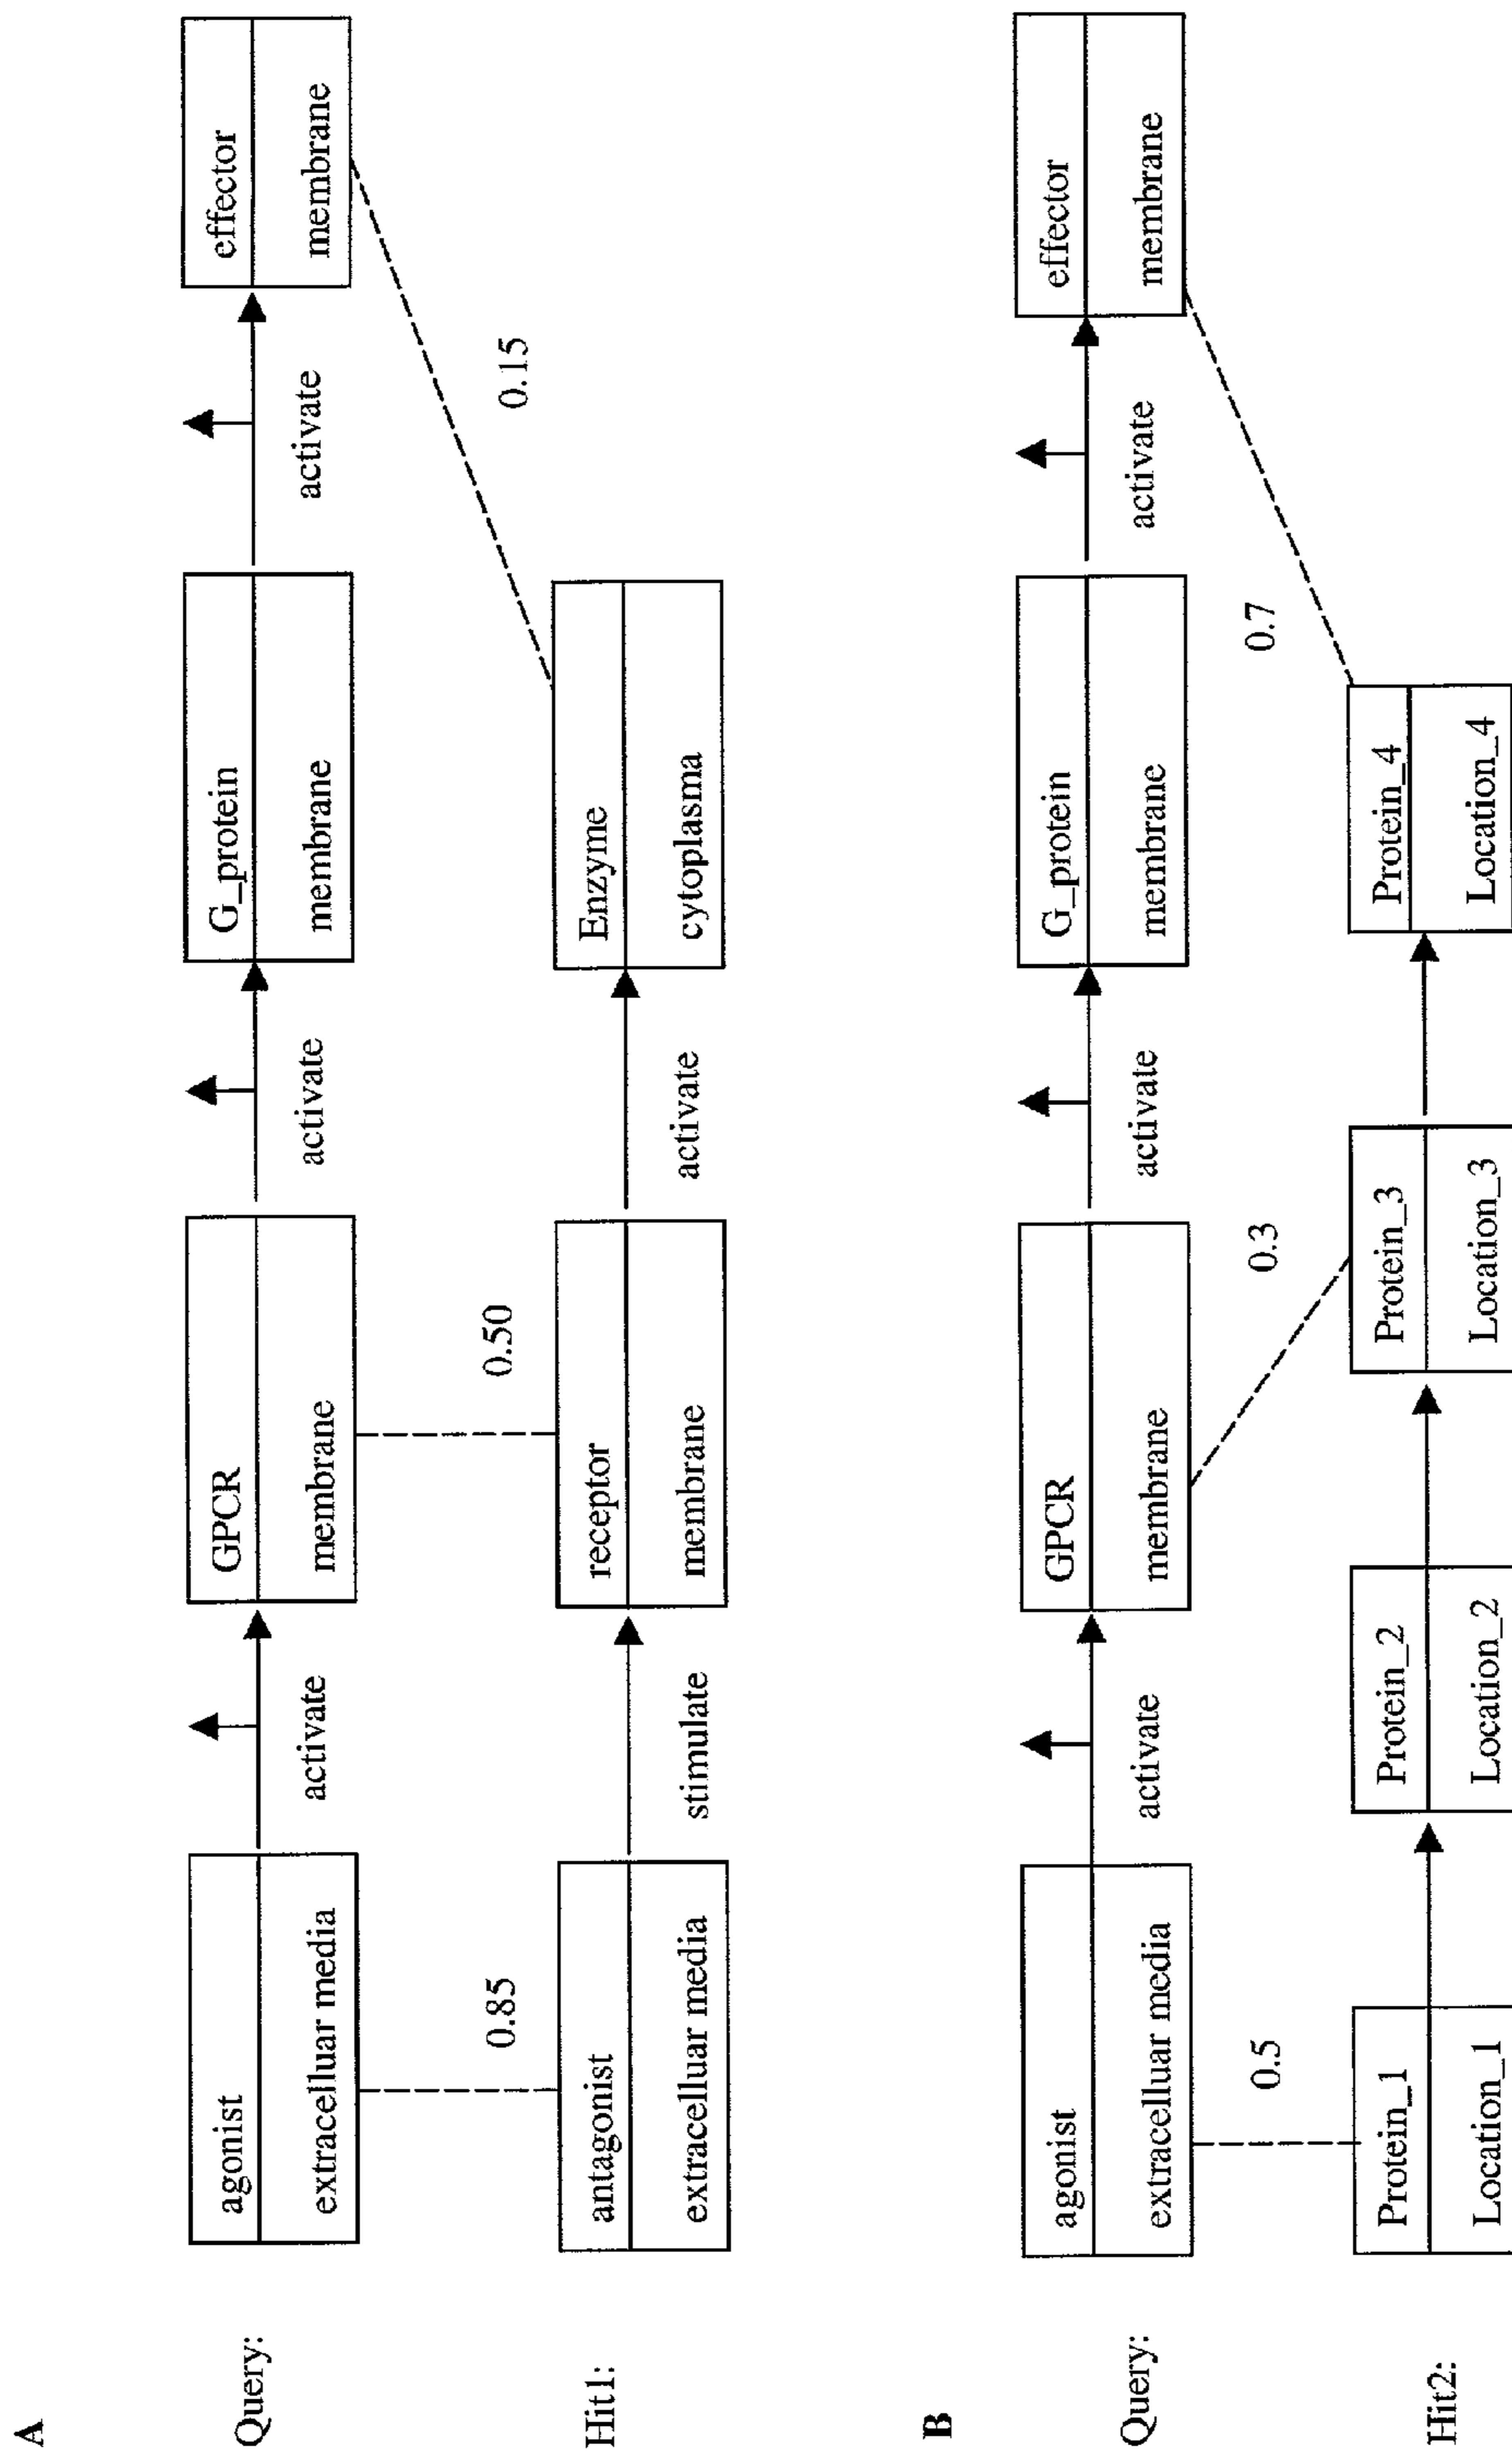 A
Query:
agonist
extracelluar media
activate
GPCR
membrane
activate
G_protein
membrane
activate
effector
membrane
0.85
0.50
0.15
Hit1:
antagonist
extracelluar media
stimulate
receptor
membrane
activate
Enzyme
cytoplasma
B
Query:
agonist
extracelluar media
activate
GPCR
membrane
activate
G_protein
membrane
activate
effector
membrane
0.5
0.3
0.7
Hit2:
Protein_1
Location_1
Protein_2
Location_2
Protein_3
Location_3
Protein_4
Location_4